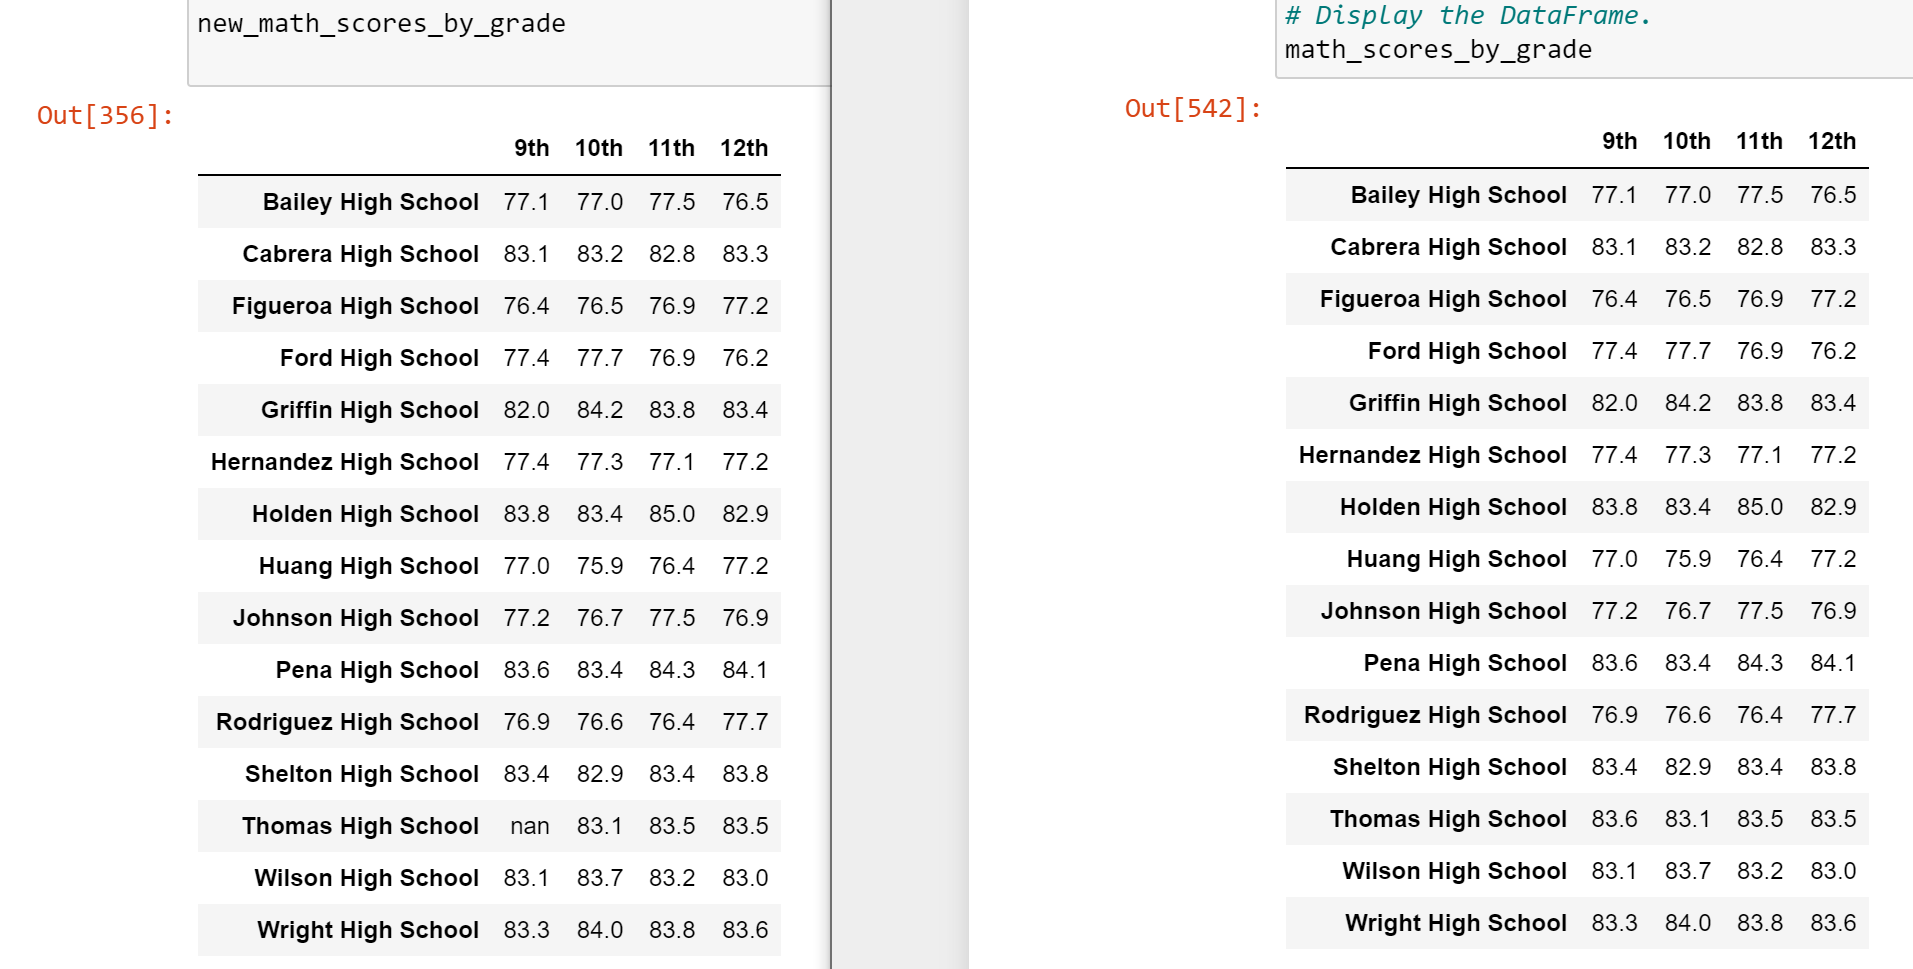 new_math_scores_by_grade
Out[356]:
9th 10th 11th 12th
Bailey High School 77.1 77.0 77.5 76.5
Cabrera High School 83.1 83.2 82.8 83.3
Figueroa High School 76.4 76.5 76.9 77.2
Ford High School 77.4 77.7 76.9 76.2
Griffin High School 82.0 84.2 83.8 83.4
Hernandez High School 77.4 77.3 77.1 77.2
Holden High School 83.8 83.4 85.0 82.9
Huang High School 77.0 75.9 76.4 77.2
Johnson High School 77.2 76.7 77.5 76.9
Pena High School 83.6 83.4 84.3 84.1
Rodriguez High School 76.9 76.6 76.4 77.7
Shelton High School 83.4 82.9 83.4 83.8
Thomas High School nan 83.1 83.5 83.5
Wilson High School 83.1 83.7 83.2 83.0
Wright High School 83.3 84.0 83.8 83.6
# Display the DataFrame.
math_scores_by_grade
Out[542]:
9th 10th 11th 12th
Bailey High School 77.1 77.0 77.5 76.5
Cabrera High School 83.1 83.2 82.8 83.3
Figueroa High School 76.4 76.5 76.9 77.2
Ford High School 77.4 77.7 76.9 76.2
Griffin High School 82.0 84.2 83.8 83.4
Hernandez High School 77.4 77.3 77.1 77.2
Holden High School 83.8 83.4 85.0 82.9
Huang High School 77.0 75.9 76.4 77.2
Johnson High School 77.2 76.7 77.5 76.9
Pena High School 83.6 83.4 84.3 84.1
Rodriguez High School 76.9 76.6 76.4 77.7
Shelton High School 83.4 82.9 83.4 83.8
Thomas High School 83.6 83.1 83.5 83.5
Wilson High School 83.1 83.7 83.2 83.0
Wright High School 83.3 84.0 83.8 83.6